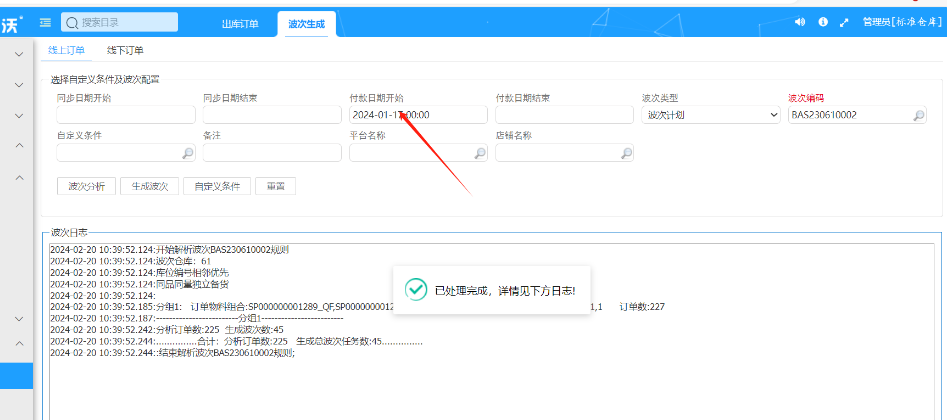 沃
搜索目录
出库订单
波次生成
管理员[标准仓库]
线上订单
线下订单
选择自定义条件及波次配置
同步日期开始
同步日期结束
付款日期开始
付款日期结束
波次类型
波次编码
2024-01-17 00:00
波次计划
BAS230610002
自定义条件
备注
平台名称
店铺名称
波次分析
生成波次
自定义条件
重置
波次日志
2024-02-20 10:39:52.124:开始解析波次BAS230610002规则
2024-02-20 10:39:52.124:波次仓库：61
2024-02-20 10:39:52.124:库位编号相邻优先
2024-02-20 10:39:52.124:同品同量独立备货
2024-02-20 10:39:52.124:
2024-02-20 10:39:52.185:分组1： 订单物料组合:SP000000001289_QF,SP00000000012 1,1 订单数:227
2024-02-20 10:39:52.187:--------------------------分组1--------------------------
2024-02-20 10:39:52.242:分析订单数:225 生成波次数:45
2024-02-20 10:39:52.244:...............合计：分析订单数:225 生成总波次任务数:45...............
2024-02-20 10:39:52.244::结束解析波次BAS230610002规则;
已处理完成，详情见下方日志!